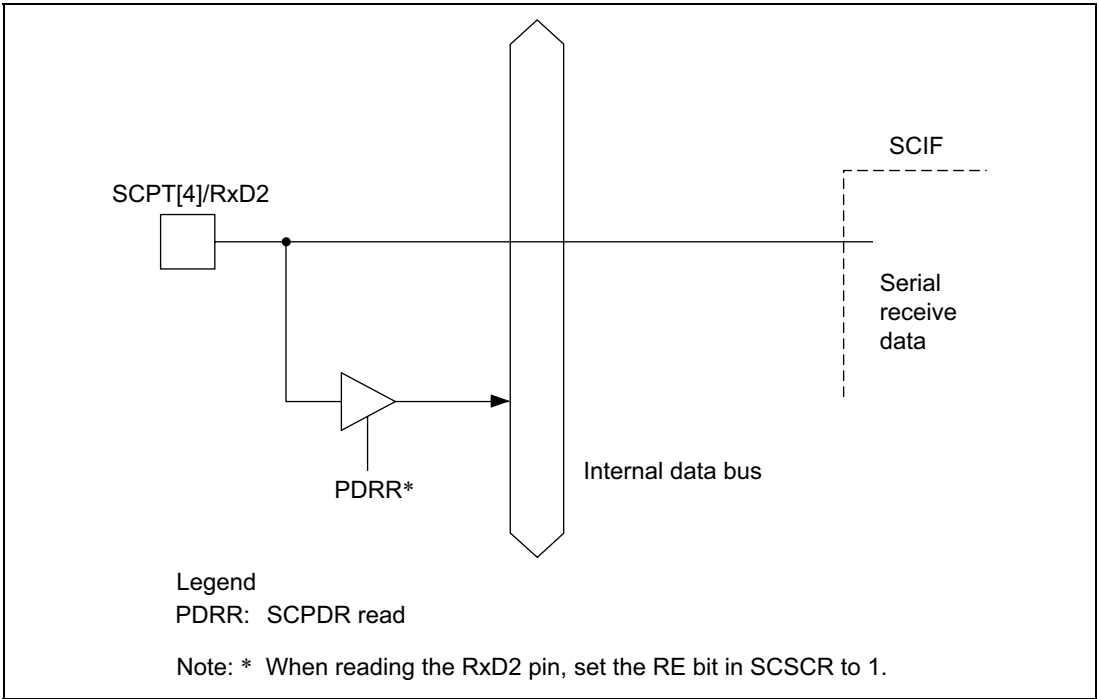 SCIF
SCPT[4]/RxD2
Serial
receive
data
Internal data bus
PDRR*
Legend
PDRR: SCPDR read
Note: * When reading the RxD2 pin, set the RE bit in SCSCR to 1.